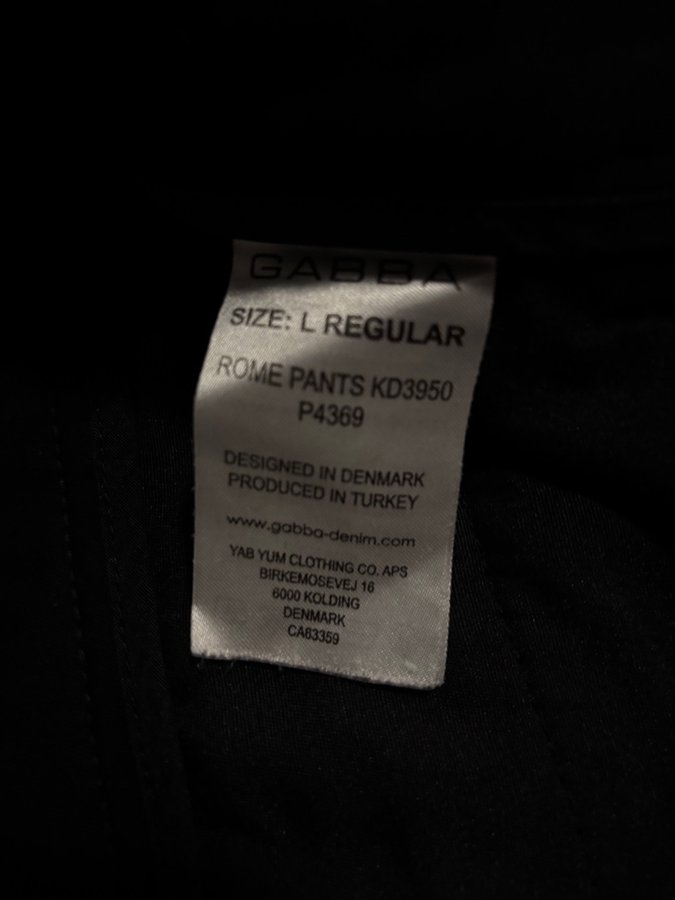 GABBA
SIZE: L REGULAR
ROME PANTS KD3950
P4369
DESIGNED IN DENMARK
PRODUCED IN TURKEY
www.gabba-denim.com
YAB YUM CLOTHING CO. APS
BIRKEMOSEVEJ 16
6000 KOLDING
DENMARK
CA63359